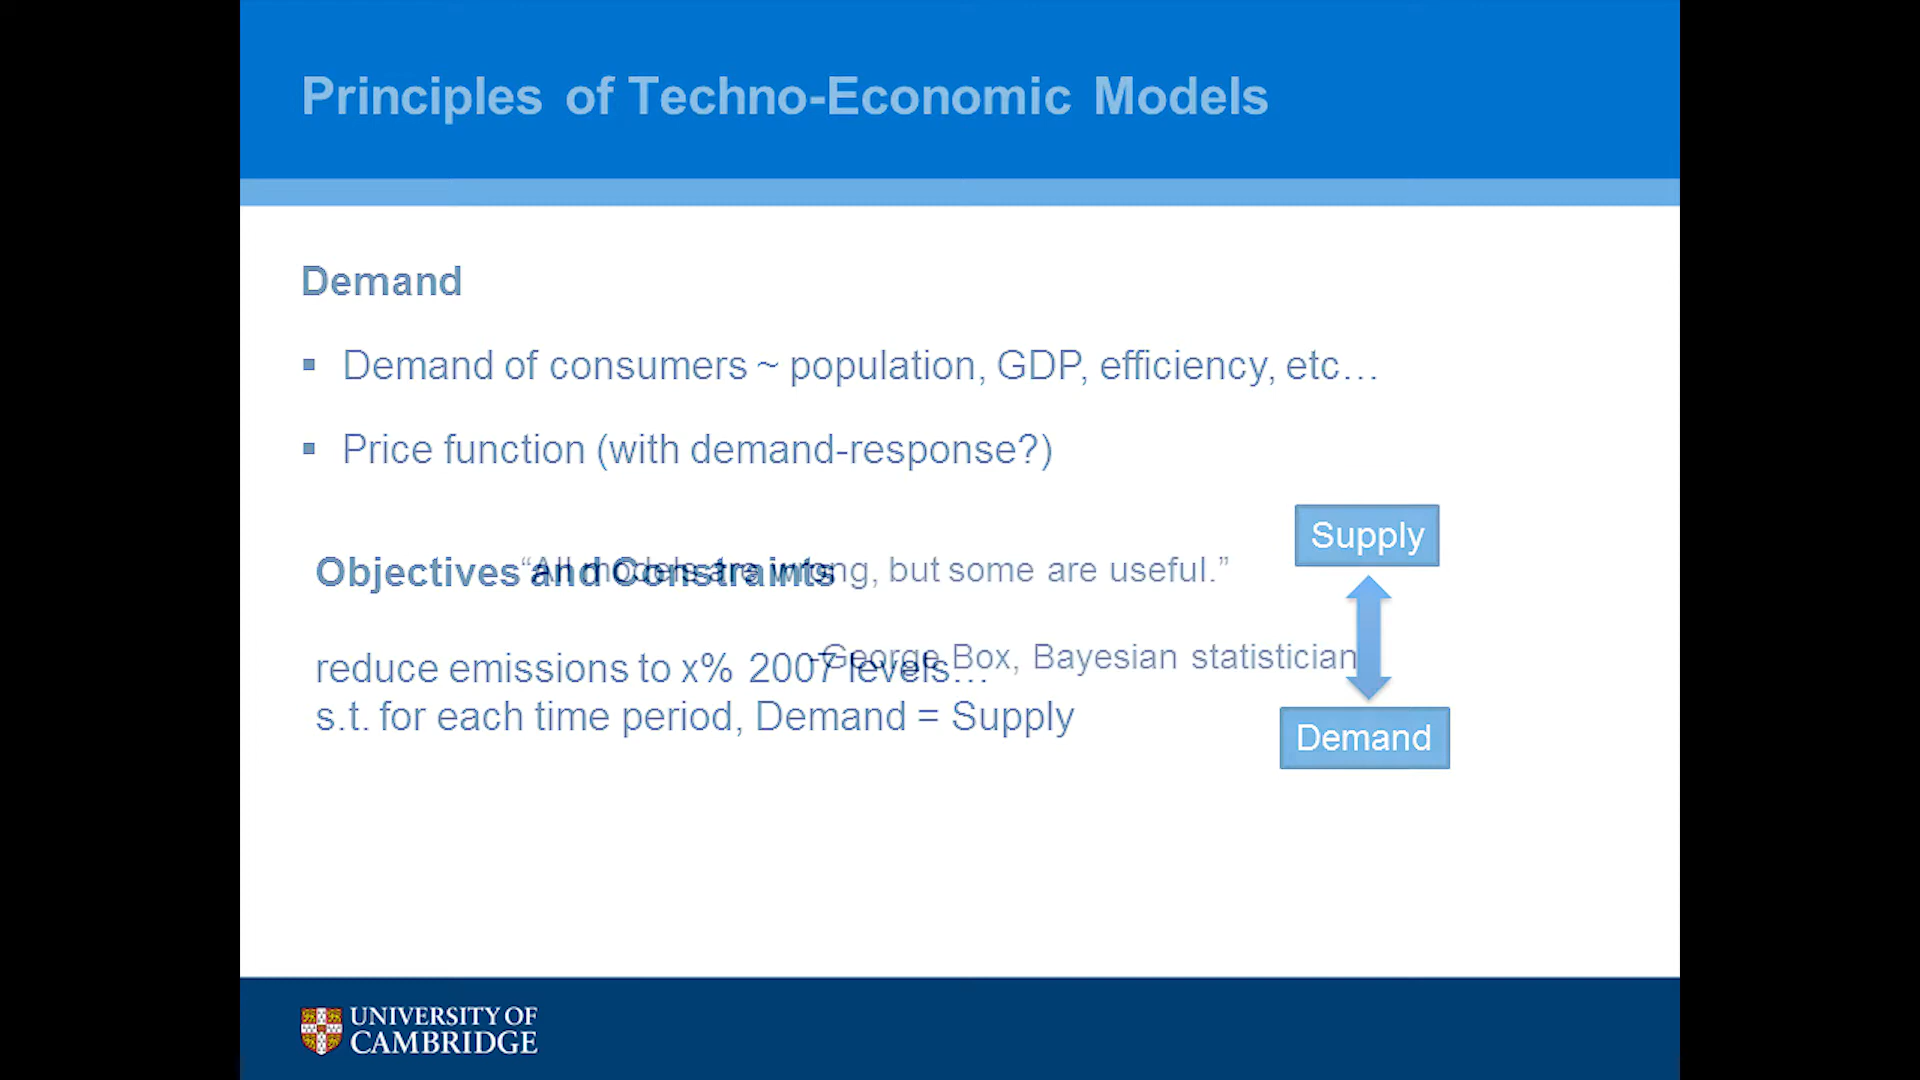 Principles of Techno-Economic Models
Demand
▪ Demand of consumers ~ population, GDP, efficiency, etc…
▪ Price function (with demand-response?)
Supply
Objectives and Constraints
“All models are wrong, but some are useful.”
-George Box, Bayesian statistician
reduce emissions to x% 2007 levels…
s.t. for each time period, Demand = Supply
Demand
UNIVERSITY OF
CAMBRIDGE